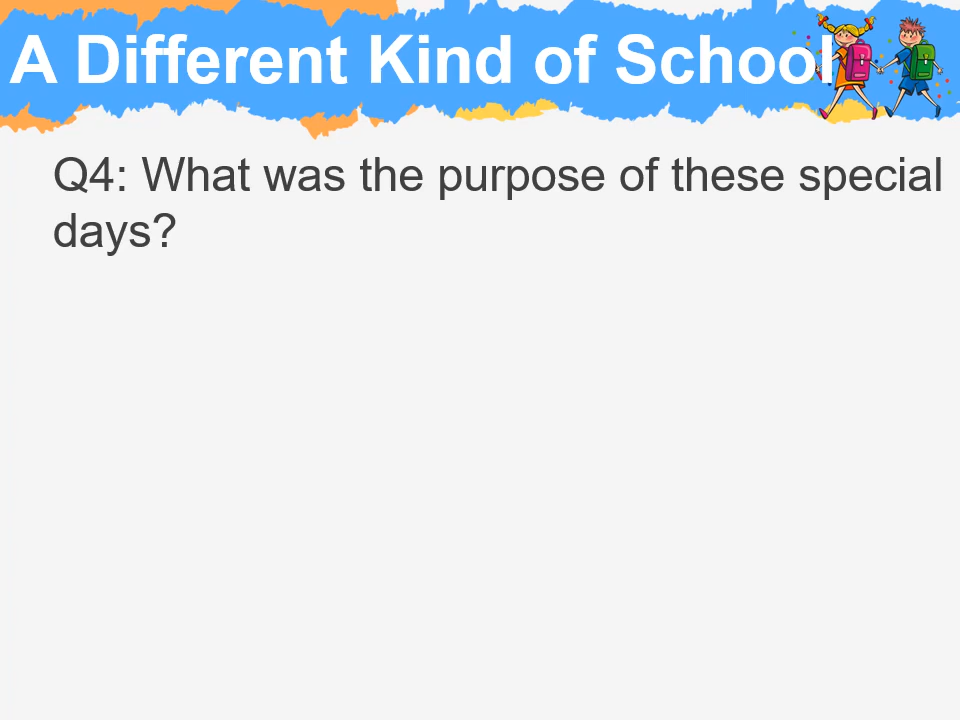 A Different Kind of School
Q4: What was the purpose of these special
days?